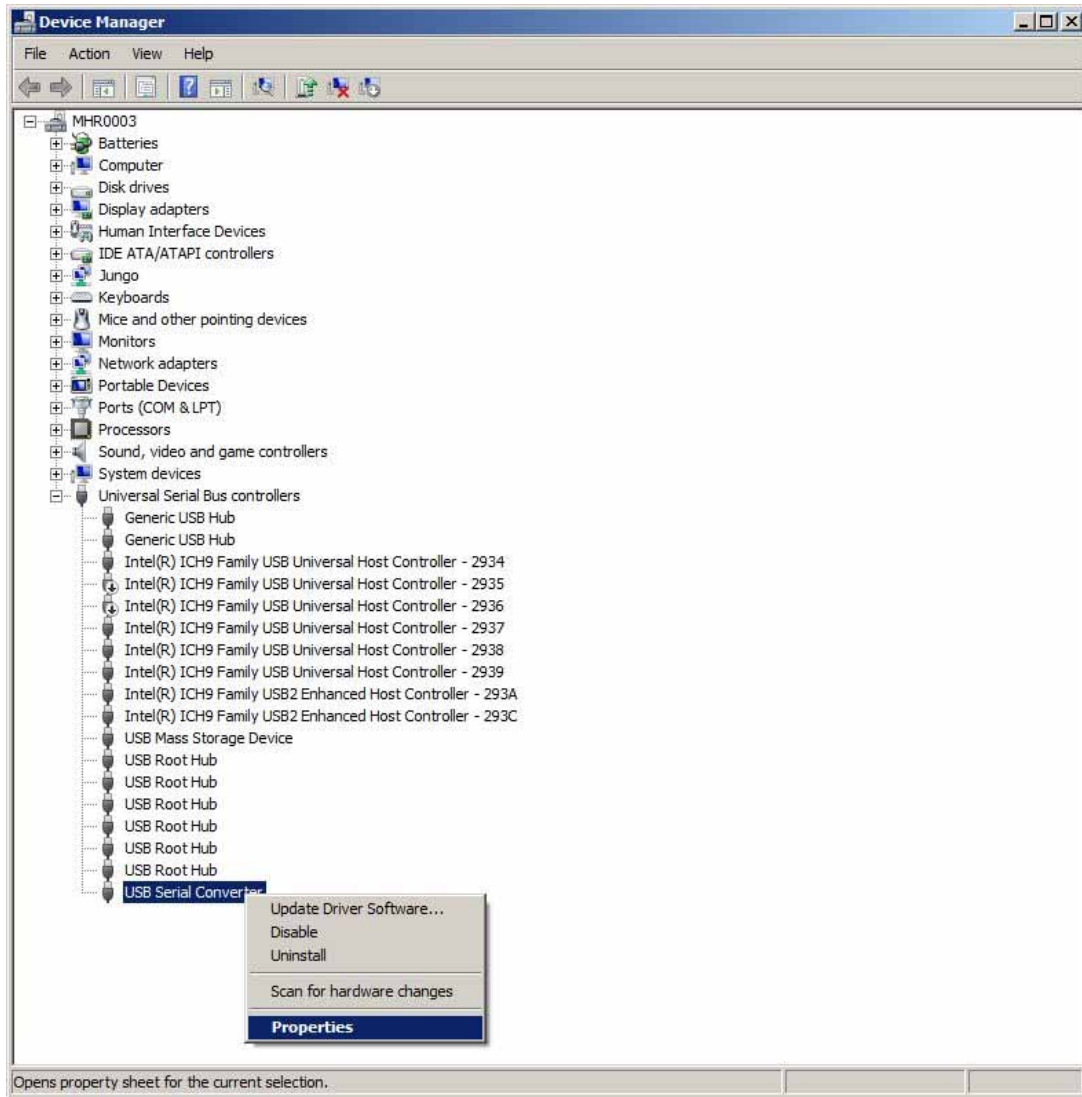 Device Manager
File Action View Help
MHR0003
Batteries
Computer
Disk drives
Display adapters
Human Interface Devices
IDE ATA/ATAPI controllers
Jungo
Keyboards
Mice and other pointing devices
Monitors
Network adapters
Portable Devices
Ports (COM & LPT)
Processors
Sound, video and game controllers
System devices
Universal Serial Bus controllers
Generic USB Hub
Generic USB Hub
Intel(R) ICH9 Family USB Universal Host Controller - 2934
Intel(R) ICH9 Family USB Universal Host Controller - 2935
Intel(R) ICH9 Family USB Universal Host Controller - 2936
Intel(R) ICH9 Family USB Universal Host Controller - 2937
Intel(R) ICH9 Family USB Universal Host Controller - 2938
Intel(R) ICH9 Family USB Universal Host Controller - 2939
Intel(R) ICH9 Family USB2 Enhanced Host Controller - 293A
Intel(R) ICH9 Family USB2 Enhanced Host Controller - 293C
USB Mass Storage Device
USB Root Hub
USB Root Hub
USB Root Hub
USB Root Hub
USB Root Hub
USB Root Hub
USB Serial Converter
Update Driver Software...
Disable
Uninstall
Scan for hardware changes
Properties
Opens property sheet for the current selection.